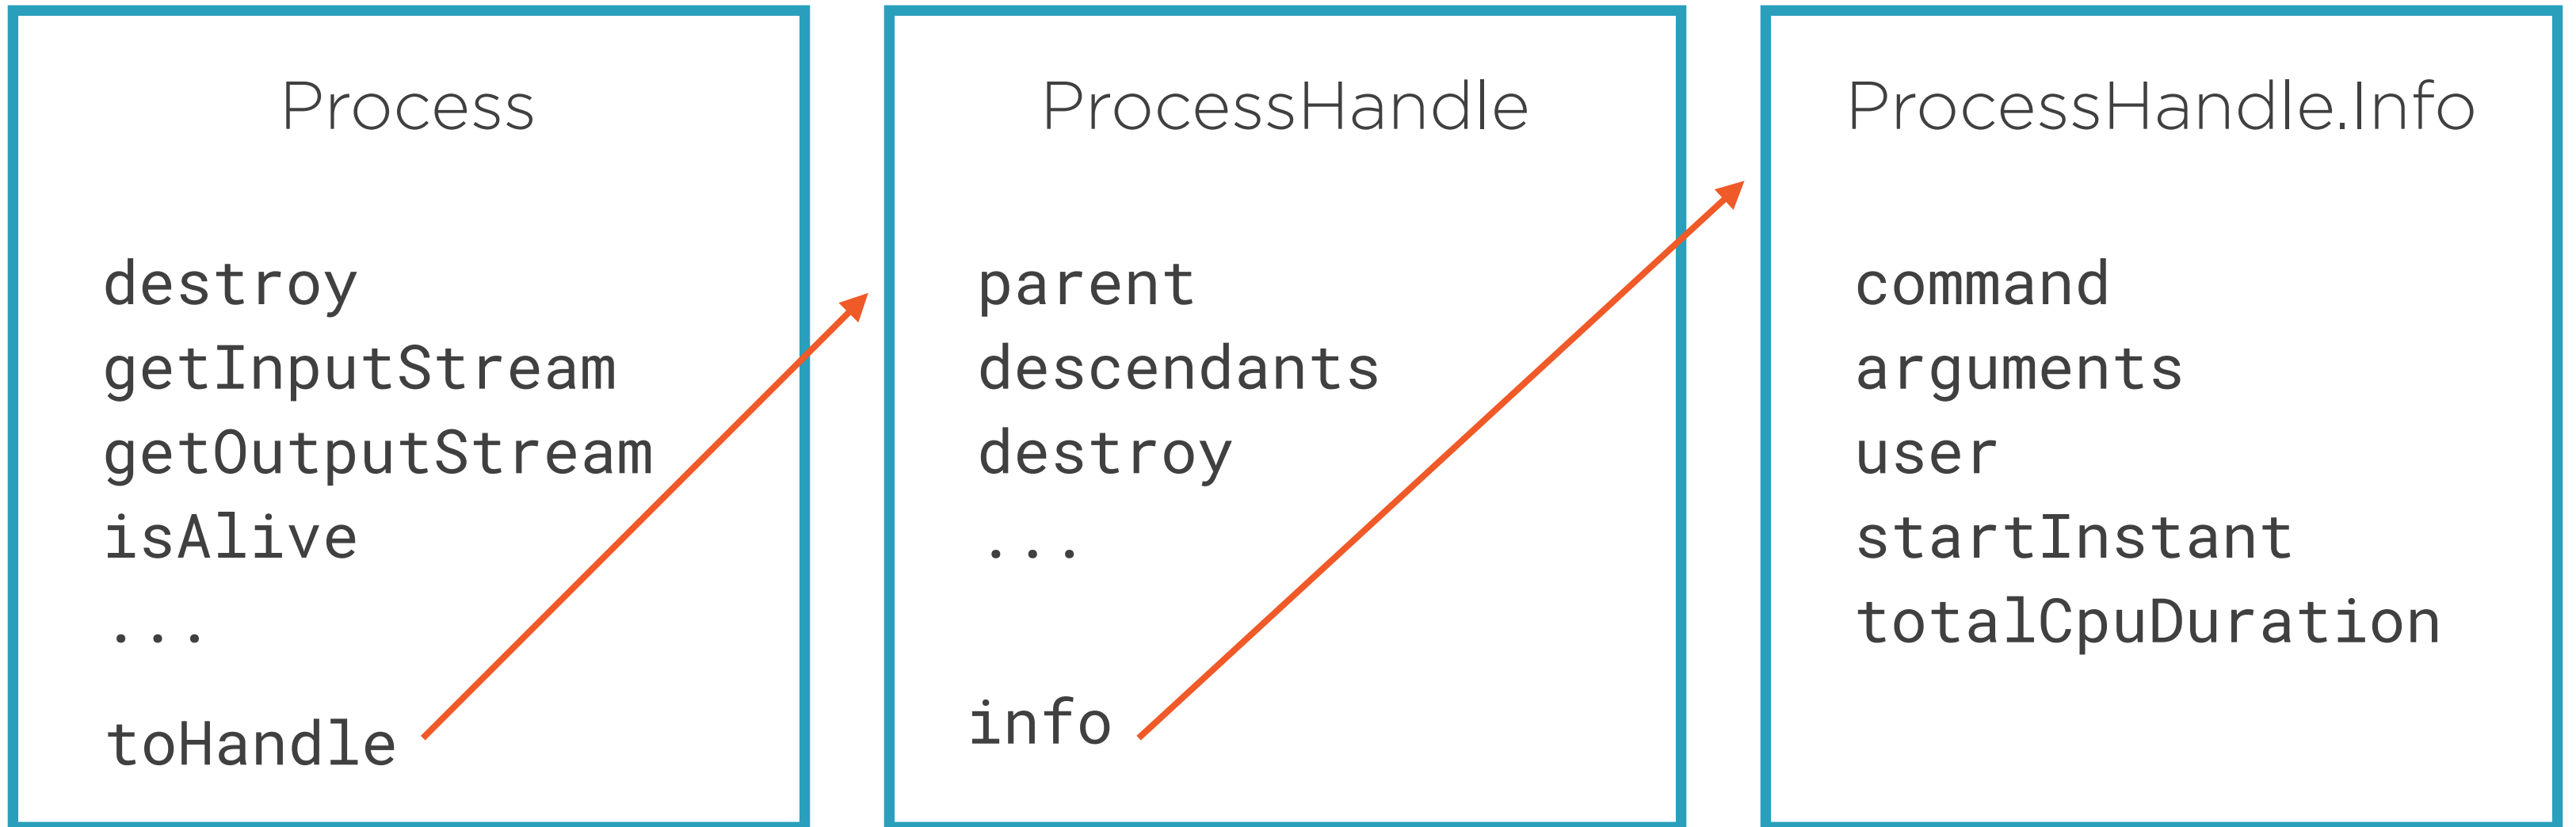 Process
destroy
getInputStream
getOutputStream
isAlive
...
toHandle
ProcessHandle
parent
descendants
destroy
...
info
ProcessHandle.Info
command
arguments
user
startInstant
totalCpuDuration